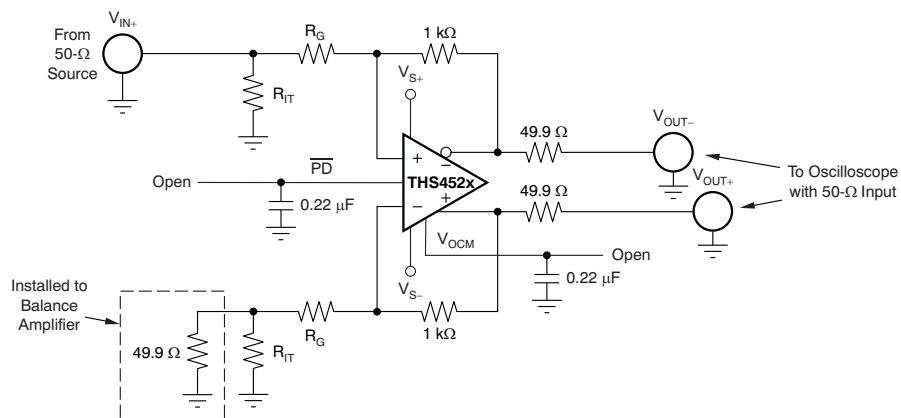 V_IN+
From
50-Ω
Source
R_G
1 kΩ
R_IT
V_S+
49.9 Ω
V_OUT−
PD
Open
0.22 μF
+
−
THS452x
−
+
49.9 Ω
V_OUT+
To Oscilloscope
with 50-Ω Input
V_OCM
Open
0.22 μF
V_S−
Installed to
Balance
Amplifier
R_G
1 kΩ
49.9 Ω
R_IT